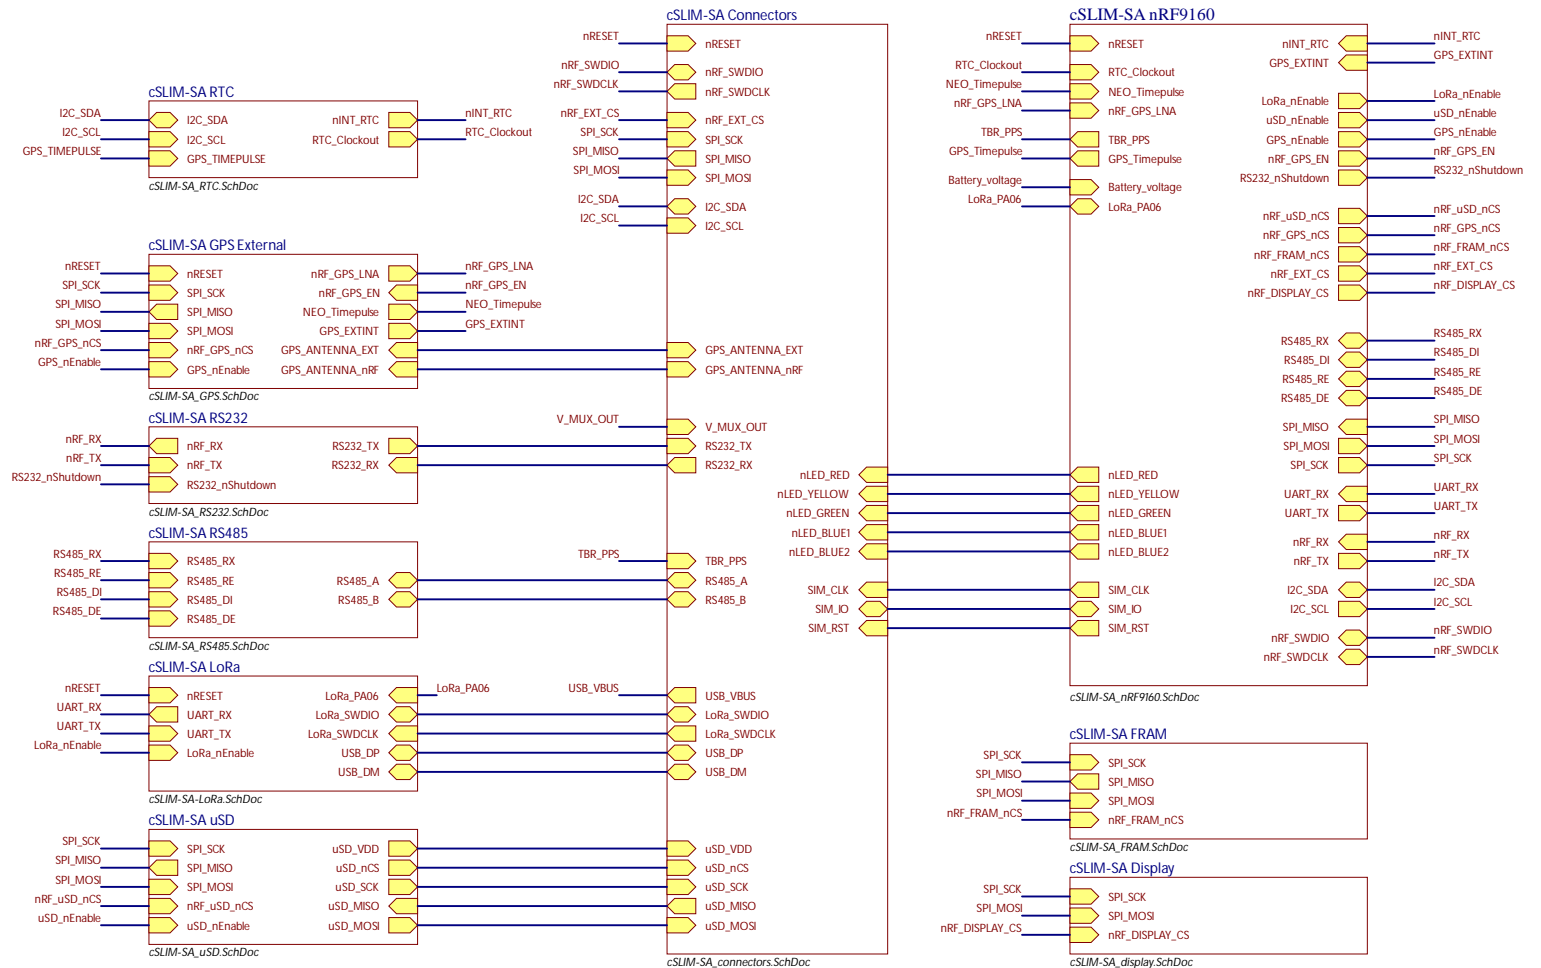 cSLIM-SA RTC
I2C_SDA
I2C_SCL
GPS_TIMEPULSE
I2C_SDA
I2C_SCL
GPS_TIMEPULSE
nINT_RTC
RTC_Clockout
nINT_RTC
RTC_Clockout
cSLIM-SA_RTC.SchDoc
cSLIM-SA GPS External
nRESET
SPI_SCK
SPI_MISO
SPI_MOSI
nRF_GPS_nCS
GPS_nEnable
nRESET
SPI_SCK
SPI_MISO
SPI_MOSI
nRF_GPS_nCS
GPS_nEnable
nRF_GPS_LNA
nRF_GPS_EN
NEO_Timepulse
GPS_EXTINT
GPS_ANTENNA_EXT
GPS_ANTENNA_nRF
nRF_GPS_LNA
nRF_GPS_EN
NEO_Timepulse
GPS_EXTINT
cSLIM-SA_GPS.SchDoc
cSLIM-SA RS232
nRF_RX
nRF_TX
RS232_nShutdown
nRF_RX
nRF_TX
RS232_nShutdown
RS232_TX
RS232_RX
cSLIM-SA_RS232.SchDoc
cSLIM-SA RS485
RS485_RX
RS485_RE
RS485_DI
RS485_DE
RS485_RX
RS485_RE
RS485_DI
RS485_DE
RS485_A
RS485_B
cSLIM-SA_RS485.SchDoc
cSLIM-SA LoRa
nRESET
UART_RX
UART_TX
LoRa_nEnable
nRESET
UART_RX
UART_TX
LoRa_nEnable
LoRa_PA06
LoRa_SWDIO
LoRa_SWDCLK
USB_DP
USB_DM
LoRa_PA06
cSLIM-SA-LoRa.SchDoc
cSLIM-SA uSD
SPI_SCK
SPI_MISO
SPI_MOSI
nRF_uSD_nCS
uSD_nEnable
SPI_SCK
SPI_MISO
SPI_MOSI
nRF_uSD_nCS
uSD_nEnable
uSD_VDD
uSD_nCS
uSD_SCK
uSD_MISO
uSD_MOSI
cSLIM-SA_uSD.SchDoc
cSLIM-SA Connectors
nRESET
nRF_SWDIO
nRF_SWDCLK
nRF_EXT_CS
SPI_SCK
SPI_MISO
SPI_MOSI
I2C_SDA
I2C_SCL
V_MUX_OUT
TBR_PPS
USB_VBUS
nRESET
nRF_SWDIO
nRF_SWDCLK
nRF_EXT_CS
SPI_SCK
SPI_MISO
SPI_MOSI
I2C_SDA
I2C_SCL
GPS_ANTENNA_EXT
GPS_ANTENNA_nRF
V_MUX_OUT
RS232_TX
RS232_RX
TBR_PPS
RS485_A
RS485_B
USB_VBUS
LoRa_SWDIO
LoRa_SWDCLK
USB_DP
USB_DM
uSD_VDD
uSD_nCS
uSD_SCK
uSD_MISO
uSD_MOSI
nLED_RED
nLED_YELLOW
nLED_GREEN
nLED_BLUE1
nLED_BLUE2
SIM_CLK
SIM_IO
SIM_RST
cSLIM-SA_connectors.SchDoc
cSLIM-SA nRF9160
nRESET
RTC_Clockout
NEO_Timepulse
nRF_GPS_LNA
TBR_PPS
GPS_Timepulse
Battery_voltage
LoRa_PA06
nRESET
RTC_Clockout
NEO_Timepulse
nRF_GPS_LNA
TBR_PPS
GPS_Timepulse
Battery_voltage
LoRa_PA06
nLED_RED
nLED_YELLOW
nLED_GREEN
nLED_BLUE1
nLED_BLUE2
SIM_CLK
SIM_IO
SIM_RST
nINT_RTC
GPS_EXTINT
LoRa_nEnable
uSD_nEnable
GPS_nEnable
nRF_GPS_EN
RS232_nShutdown
nRF_uSD_nCS
nRF_GPS_nCS
nRF_FRAM_nCS
nRF_EXT_CS
nRF_DISPLAY_CS
RS485_RX
RS485_DI
RS485_RE
RS485_DE
SPI_MISO
SPI_MOSI
SPI_SCK
UART_RX
UART_TX
nRF_RX
nRF_TX
I2C_SDA
I2C_SCL
nRF_SWDIO
nRF_SWDCLK
nINT_RTC
GPS_EXTINT
LoRa_nEnable
uSD_nEnable
GPS_nEnable
nRF_GPS_EN
RS232_nShutdown
nRF_uSD_nCS
nRF_GPS_nCS
nRF_FRAM_nCS
nRF_EXT_CS
nRF_DISPLAY_CS
RS485_RX
RS485_DI
RS485_RE
RS485_DE
SPI_MISO
SPI_MOSI
SPI_SCK
UART_RX
UART_TX
nRF_RX
nRF_TX
I2C_SDA
I2C_SCL
nRF_SWDIO
nRF_SWDCLK
cSLIM-SA_nRF9160.SchDoc
cSLIM-SA FRAM
SPI_SCK
SPI_MISO
SPI_MOSI
nRF_FRAM_nCS
SPI_SCK
SPI_MISO
SPI_MOSI
nRF_FRAM_nCS
cSLIM-SA_FRAM.SchDoc
cSLIM-SA Display
SPI_SCK
SPI_MOSI
nRF_DISPLAY_CS
SPI_SCK
SPI_MOSI
nRF_DISPLAY_CS
cSLIM-SA_display.SchDoc